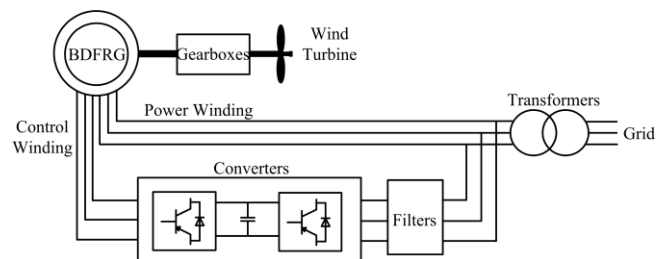 BDFRG
Gearboxes
Wind
Turbine
Power Winding
Transformers
Control
Winding
Grid
Converters
Filters